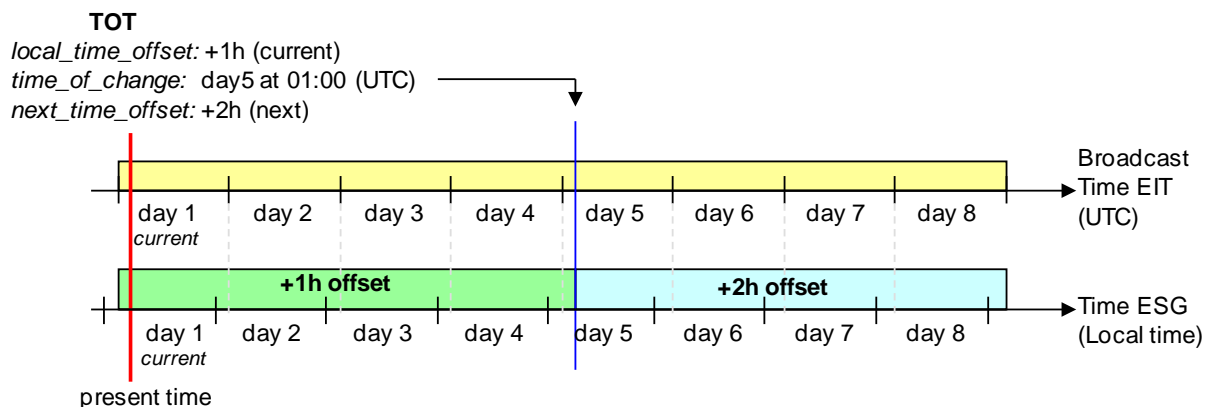 TOT
local_time_offset: +1h (current)
time_of_change: day5 at 01:00 (UTC)
next_time_offset: +2h (next)
Broadcast
Time EIT
(UTC)
day 1 day 2 day 3 day 4 day 5 day 6 day 7 day 8
current
+1h offset +2h offset
Time ESG
(Local time)
day 1 day 2 day 3 day 4 day 5 day 6 day 7 day 8
current
present time